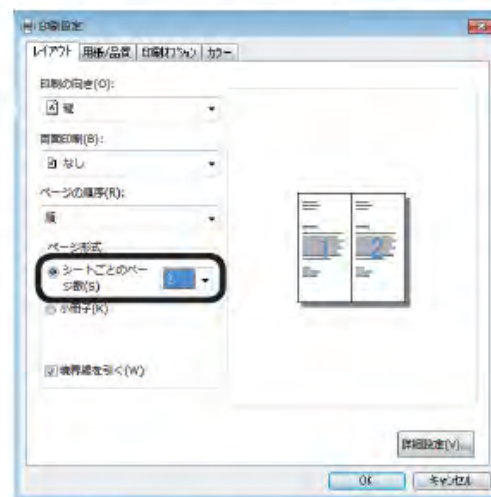 印刷設定
レイアウト 用紙/品質 印刷オプション カラー
印刷の向き(O):
縦
両面印刷(B):
なし
ページの順序(R):
順
ページ形式
シートごとのペー
ジ数(S)
小冊子(K)
境界線を引く(W)
1 2
詳細設定(V)...
OK キャンセル